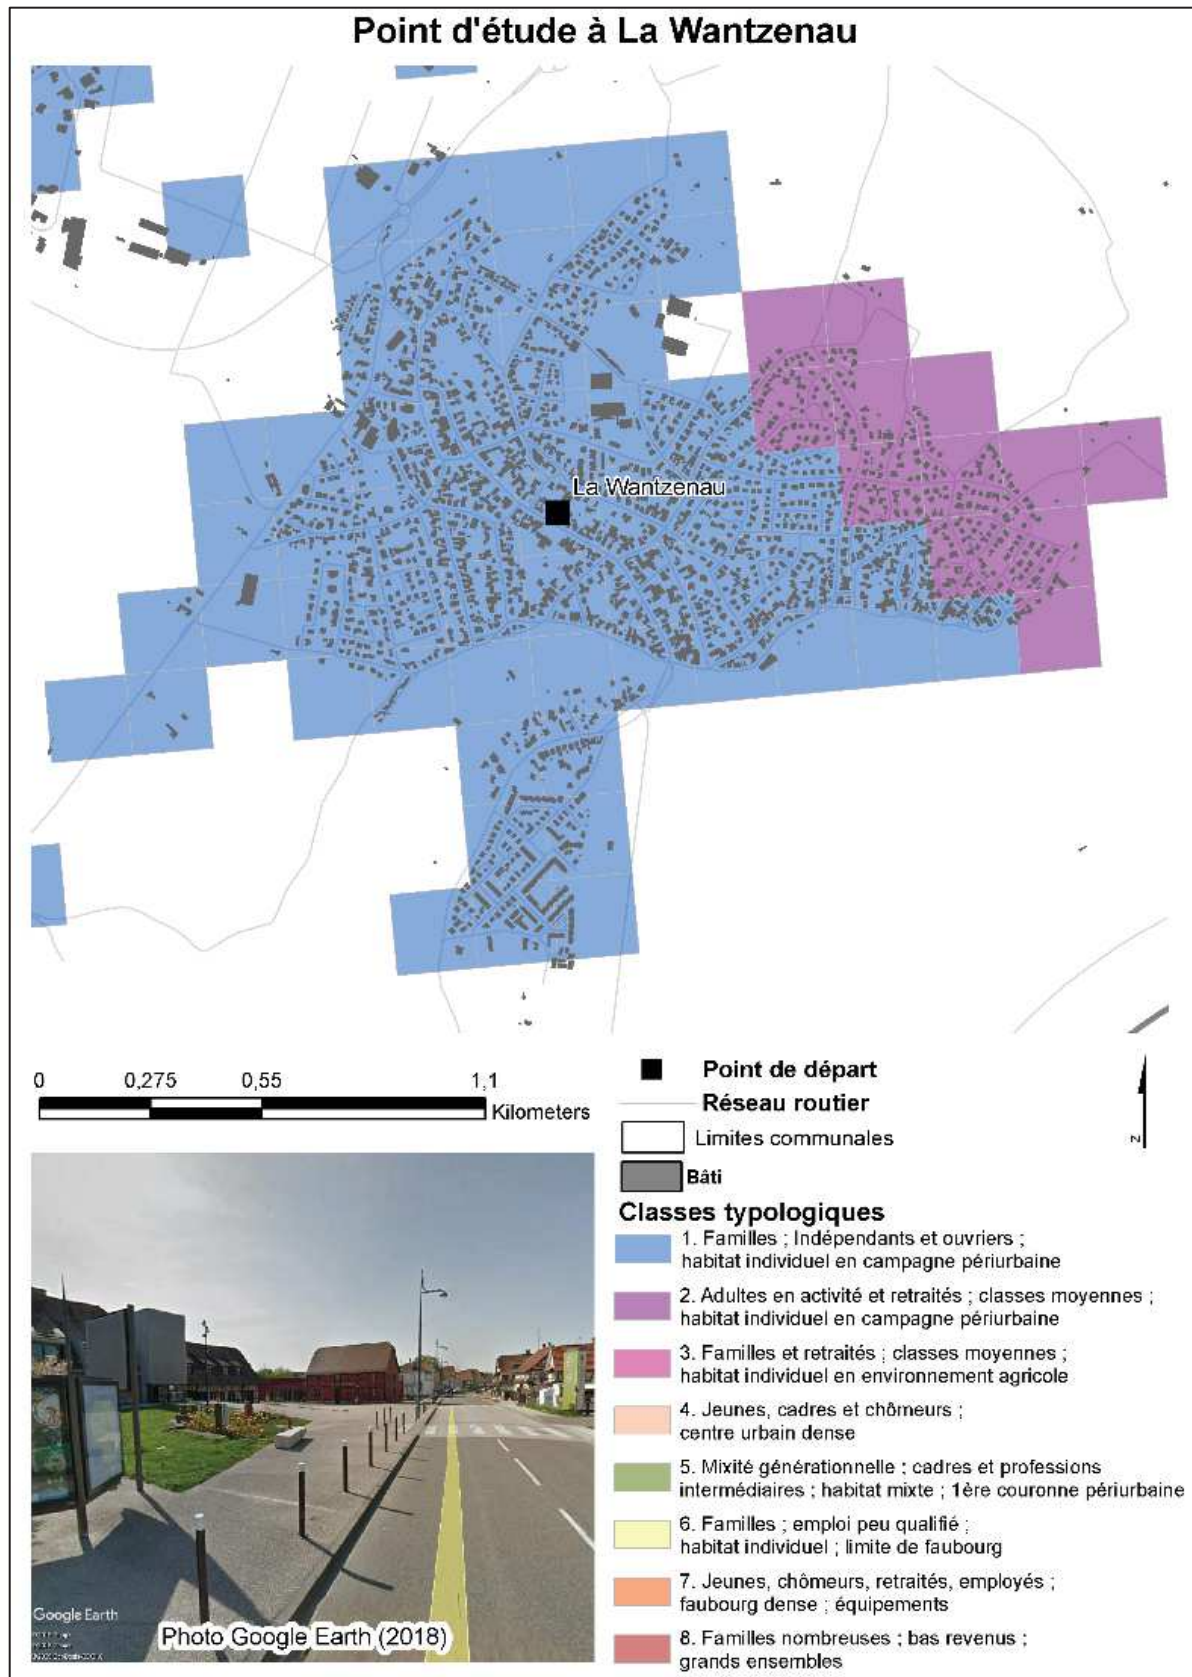 Point d'étude à La Wantzenau
La Wantzenau
0 0,275 0,55 1,1
Kilometers
Point de départ
Réseau routier
Limites communales
Bâti
N
Classes typologiques
1. Familles ; Indépendants et ouvriers ;
habitat individuel en campagne périurbaine
2. Adultes en activité et retraités ; classes moyennes ;
habitat individuel en campagne périurbaine
3. Familles et retraités ; classes moyennes ;
habitat individuel en environnement agricole
4. Jeunes, cadres et chômeurs ;
centre urbain dense
5. Mixité générationnelle ; cadres et professions
intermédiaires ; habitat mixte ; 1ère couronne périurbaine
6. Familles ; emploi peu qualifié ;
habitat individuel ; limite de faubourg
7. Jeunes, chômeurs, retraités, employés ;
faubourg dense ; équipements
8. Familles nombreuses ; bas revenus ;
grands ensembles
Google Earth
Photo Google Earth (2018)